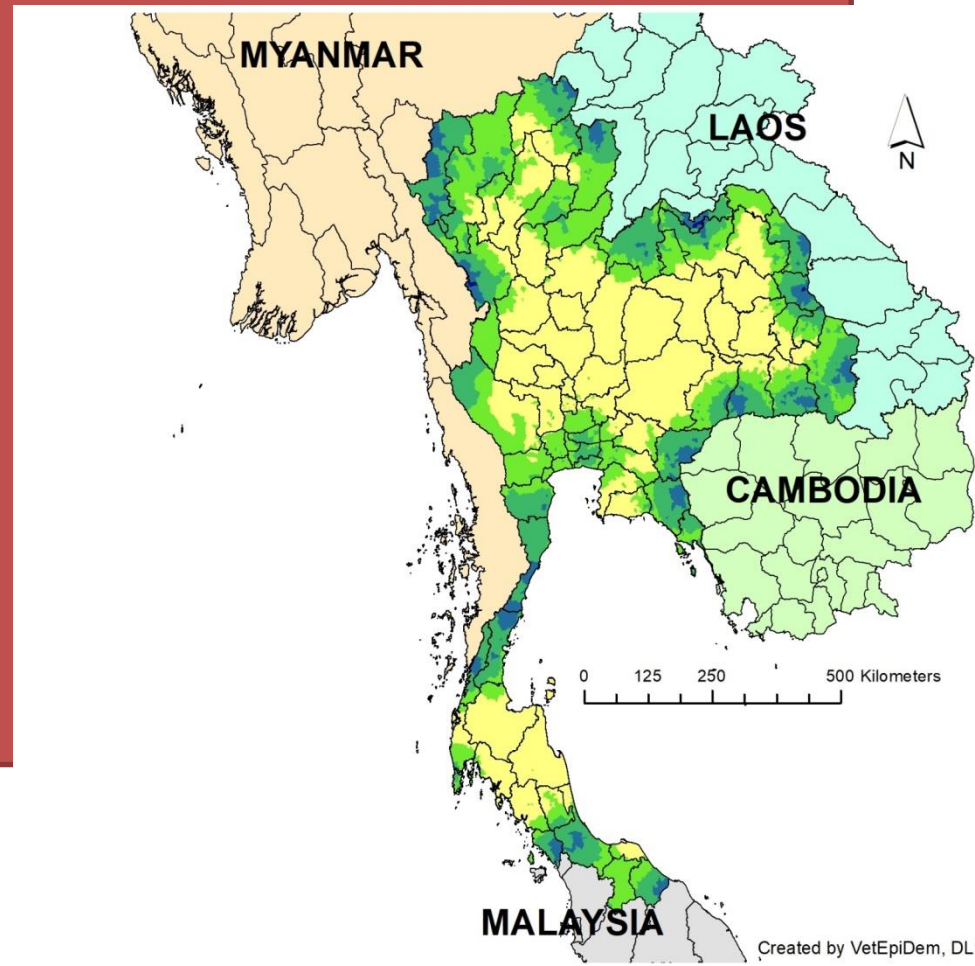 MYANMAR
LAOS
N
CAMBODIA
0 125 250 500 Kilometers
MALAYSIA
Created by VetEpiDem, DL